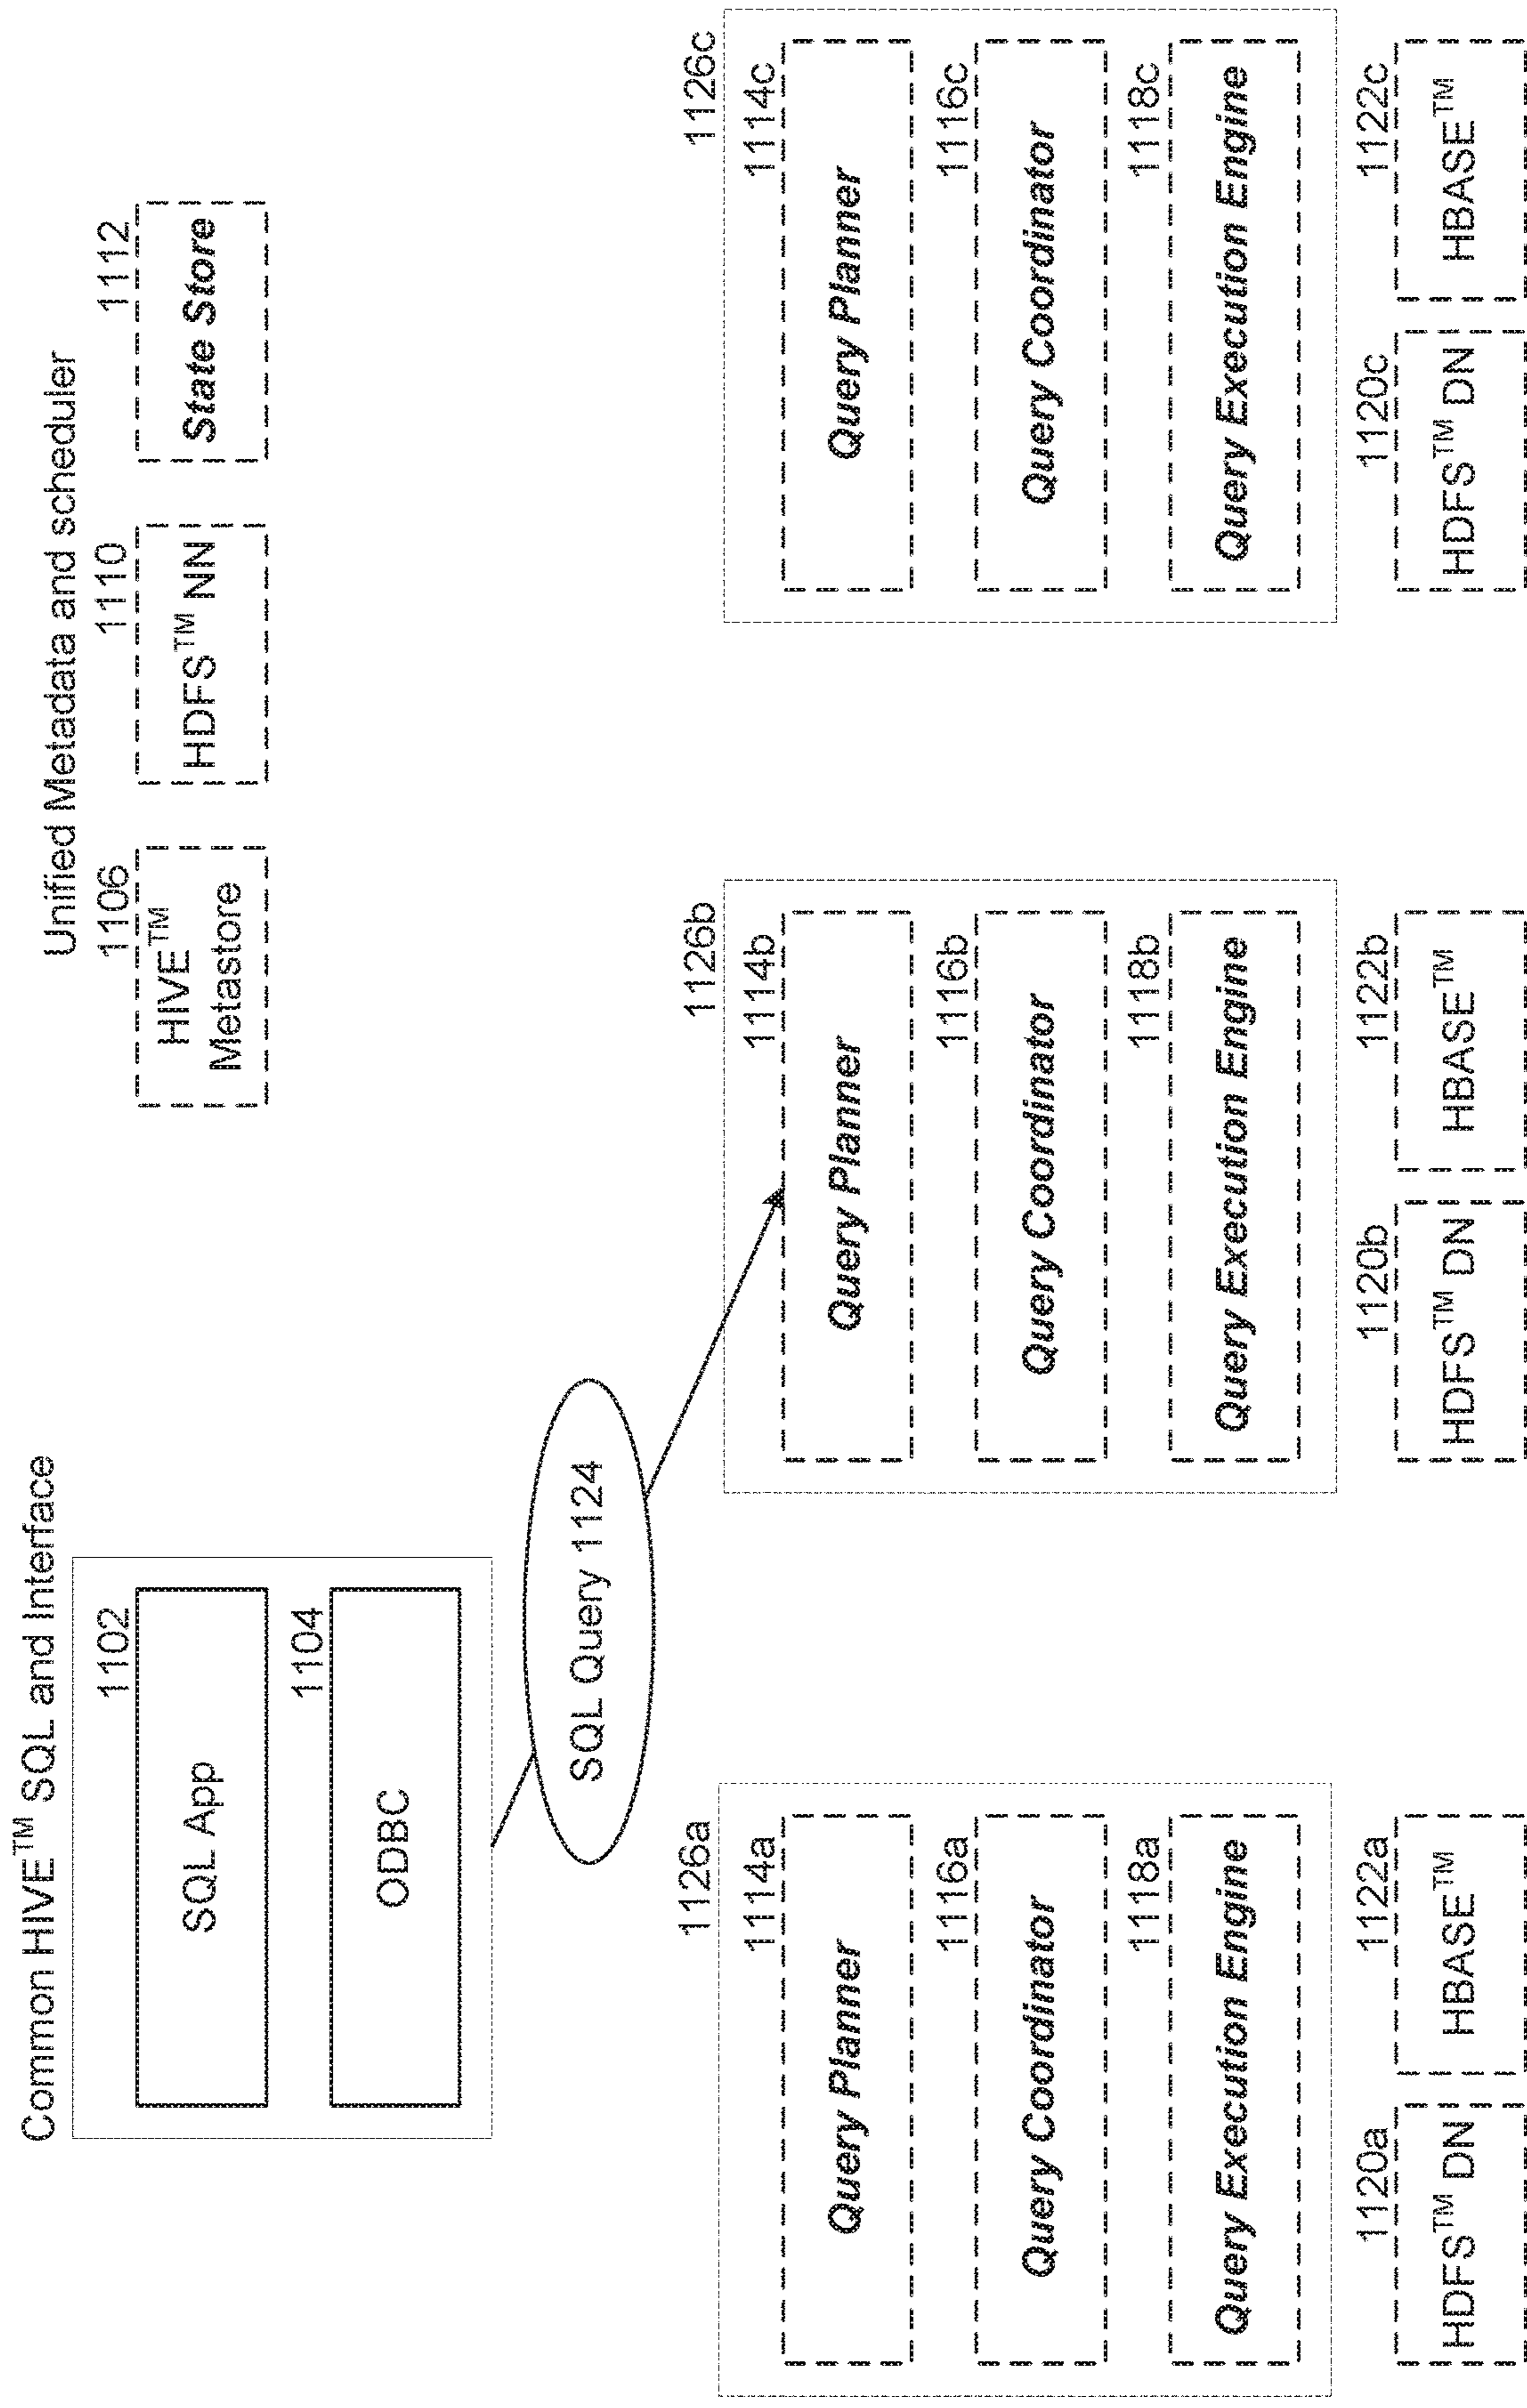 Common HIVE™ SQL and Interface
1102
SQL App
1104
ODBC
SQL Query 1124
Unified Metadata and scheduler
1106
HIVE™
Metastore
1110
HDFS™ NN
1112
State Store
1126a
1114a
Query Planner
1116a
Query Coordinator
1118a
Query Execution Engine
1120a
HDFS™ DN
1122a
HBASE™
1126b
1114b
Query Planner
1116b
Query Coordinator
1118b
Query Execution Engine
1120b
HDFS™ DN
1122b
HBASE™
1126c
1114c
Query Planner
1116c
Query Coordinator
1118c
Query Execution Engine
1120c
HDFS™ DN
1122c
HBASE™